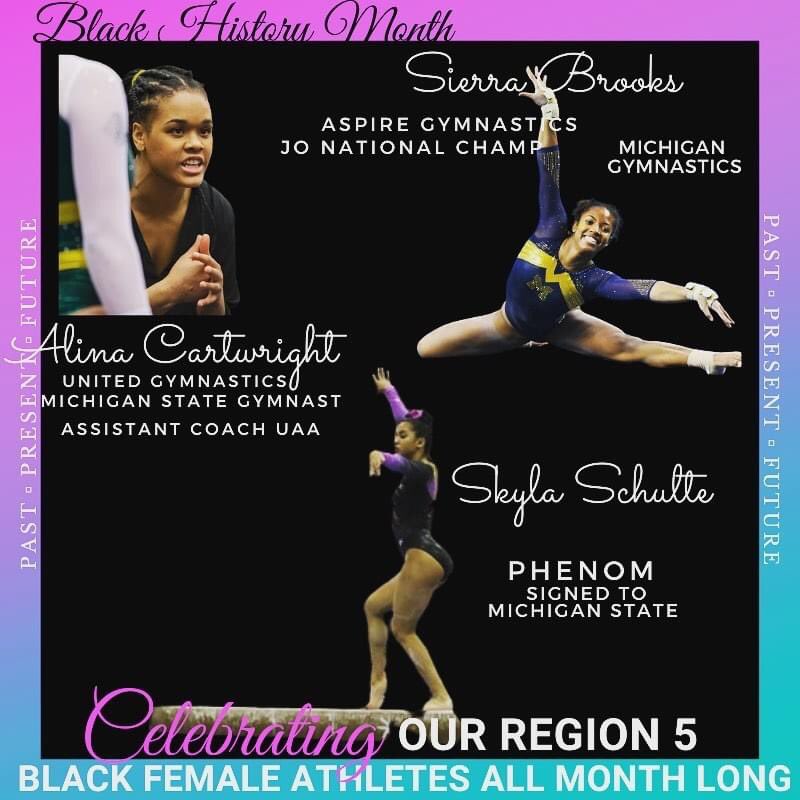 Black History Month
Sierra Brooks
ASPIRE GYMNASTICS
JO NATIONAL CHAMP
MICHIGAN
GYMNASTICS
M
PAST ▫ PRESENT ▫ FUTURE
PAST ▫ PRESENT ▫ FUTURE
Alina Cartwright
UNITED GYMNASTICS
MICHIGAN STATE GYMNAST
ASSISTANT COACH UAA
Skyla Schulte
PHENOM
SIGNED TO
MICHIGAN STATE
Celebrating OUR REGION 5
BLACK FEMALE ATHLETES ALL MONTH LONG